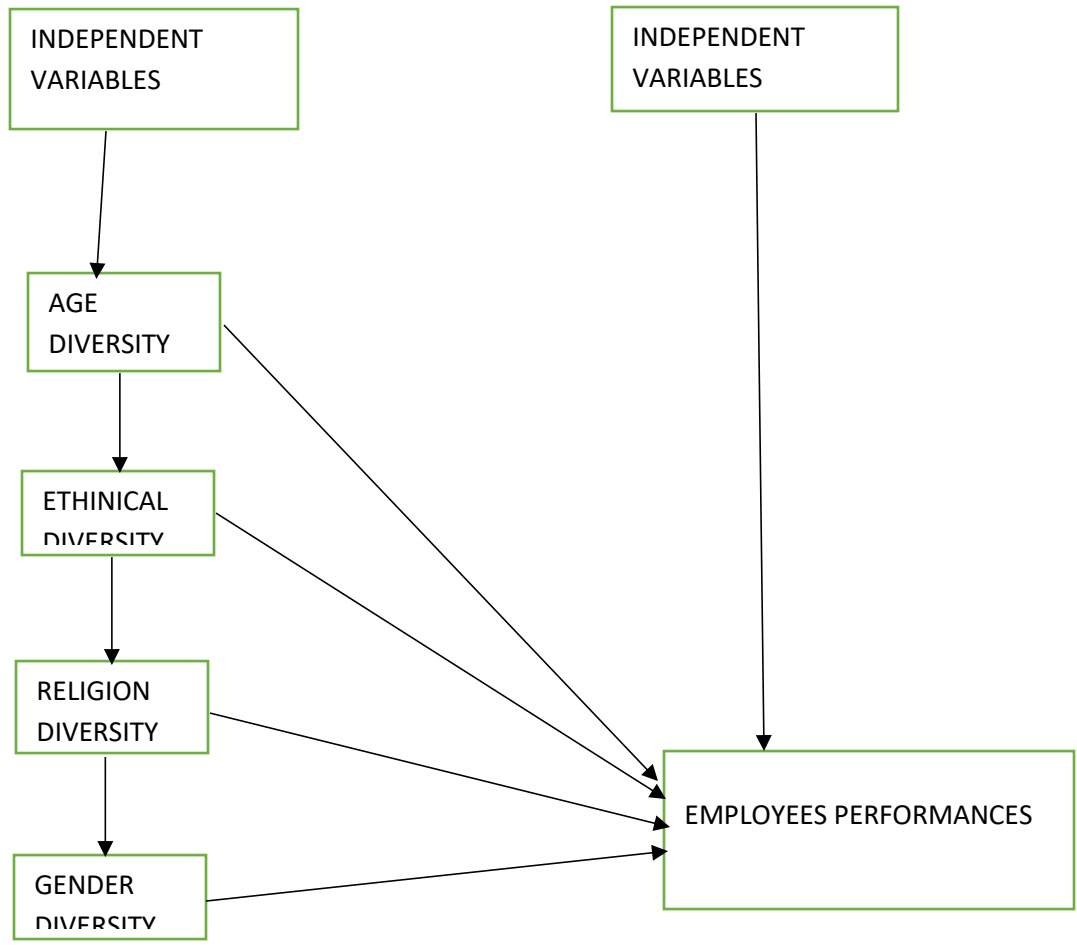 INDEPENDENT
VARIABLES
INDEPENDENT
VARIABLES
AGE
DIVERSITY
ETHINICAL
DIVERSITY
RELIGION
DIVERSITY
EMPLOYEES PERFORMANCES
GENDER
DIVERSITY